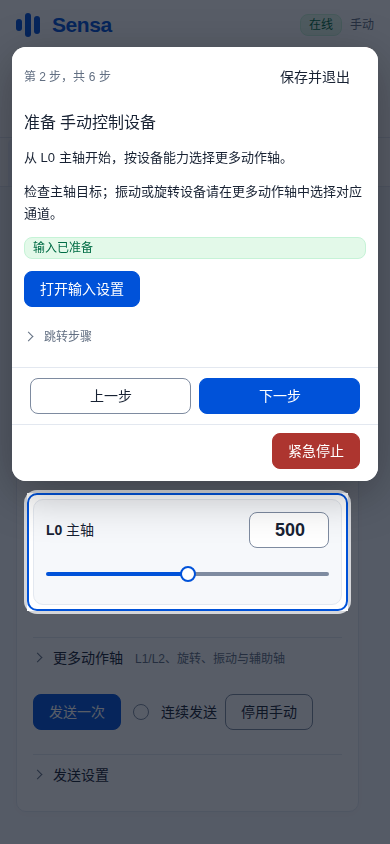 Sensa
在线
手动
第 2 步，共 6 步
保存并退出
准备 手动控制设备
从 L0 主轴开始，按设备能力选择更多动作轴。
检查主轴目标；振动或旋转设备请在更多动作轴中选择对应
通道。
输入已准备
打开输入设置
跳转步骤
上一步
下一步
紧急停止
L0 主轴
500
更多动作轴
L1/L2、旋转、振动与辅助轴
发送一次
连续发送
停用手动
发送设置